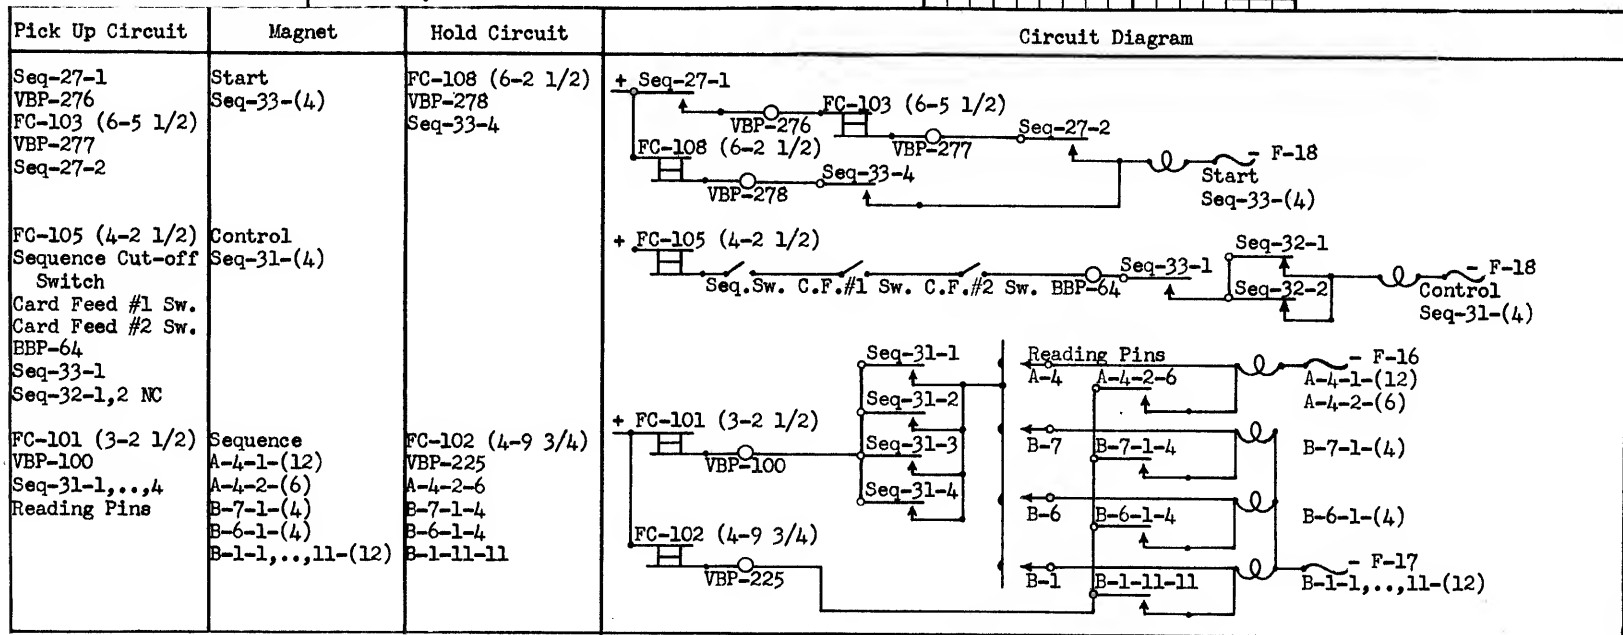 Pick Up Circuit Magnet Hold Circuit Circuit Diagram
Seq-27-1
VBP-276
FC-103 (6-5 1/2)
VBP-277
Seq-27-2
Start
Seq-33-(4)
FC-108 (6-2 1/2)
VBP-278
Seq-33-4
+ Seq-27-1
VBP-276
FC-103 (6-5 1/2)
VBP-277
Seq-27-2
FC-108 (6-2 1/2)
VBP-278
Seq-33-4
- F-18
Start
Seq-33-(4)
FC-105 (4-2 1/2)
Sequence Cut-off
Switch
Card Feed #1 Sw.
Card Feed #2 Sw.
BBP-64
Seq-33-1
Seq-32-1,2 NC
Control
Seq-31-(4)
+ FC-105 (4-2 1/2)
Seq.Sw. C.F.#1 Sw. C.F.#2 Sw. BBP-64
Seq-33-1
Seq-32-1
Seq-32-2
- F-18
Control
Seq-31-(4)
FC-101 (3-2 1/2)
VBP-100
Seq-31-1,..,4
Reading Pins
Sequence
A-4-1-(12)
A-4-2-(6)
B-7-1-(4)
B-6-1-(4)
B-1-1,..,11-(12)
FC-102 (4-9 3/4)
VBP-225
A-4-2-6
B-7-1-4
B-6-1-4
B-1-11-11
+ FC-101 (3-2 1/2)
VBP-100
FC-102 (4-9 3/4)
VBP-225
Seq-31-1
Seq-31-2
Seq-31-3
Seq-31-4
Reading Pins
A-4 A-4-2-6
- F-16
A-4-1-(12)
A-4-2-(6)
B-7 B-7-1-4
B-7-1-(4)
B-6 B-6-1-4
B-6-1-(4)
B-1 B-1-11-11
- F-17
B-1-1,..,11-(12)